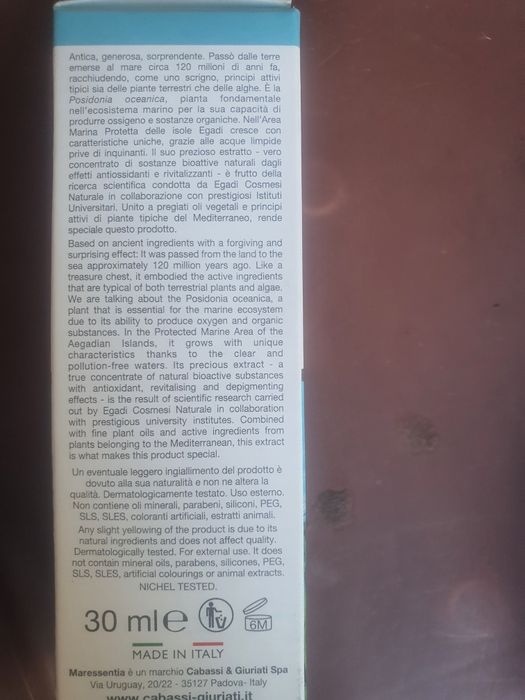 Antica, generosa, sorprendente. Passò dalle terre
emerse al mare circa 120 milioni di anni fa,
racchiudendo, come uno scrigno, principi attivi
tipici sia delle piante terrestri che delle alghe. È la
Posidonia oceanica, pianta fondamentale
nell'ecosistema marino per la sua capacità di
produrre ossigeno e sostanze organiche. Nell'Area
Marina Protetta delle isole Egadi cresce con
caratteristiche uniche, grazie alle acque limpide
prive di inquinanti. Il suo prezioso estratto - vero
concentrato di sostanze bioattive naturali dagli
effetti antiossidanti e rivitalizzanti - è frutto della
ricerca scientifica condotta da Egadi Cosmesi
Naturale in collaborazione con prestigiosi Istituti
Universitari. Unito a pregiati oli vegetali e principi
attivi di piante tipiche del Mediterraneo, rende
speciale questo prodotto.
Based on ancient ingredients with a forgiving and
surprising effect: It was passed from the land to the
sea approximately 120 million years ago. Like a
treasure chest, it embodied the active ingredients
that are typical of both terrestrial plants and algae.
We are talking about the Posidonia oceanica, a
plant that is essential for the marine ecosystem
due to its ability to produce oxygen and organic
substances. In the Protected Marine Area of the
Aegadian Islands, it grows with unique
characteristics thanks to the clear and
pollution-free waters. Its precious extract - a
true concentrate of natural bioactive substances
with antioxidant, revitalising and depigmenting
effects - is the result of scientific research carried
out by Egadi Cosmesi Naturale in collaboration
with prestigious university institutes. Combined
with fine plant oils and active ingredients from
plants belonging to the Mediterranean, this extract
is what makes this product special.
Un eventuale leggero ingiallimento del prodotto è
dovuto alla sua naturalità e non ne altera la
qualità. Dermatologicamente testato. Uso esterno.
Non contiene oli minerali, parabeni, siliconi, PEG,
SLS, SLES, coloranti artificiali, estratti animali.
Any slight yellowing of the product is due to its
natural ingredients and does not affect quality.
Dermatologically tested. For external use. It does
not contain mineral oils, parabens, silicones, PEG,
SLS, SLES, artificial colourings or animal extracts.
NICHEL TESTED.
30 ml e 6M
MADE IN ITALY
Maressentia è un marchio Cabassi & Giuriati Spa
Via Uruguay, 20/22 - 35127 Padova- Italy
www.cabassi-giuriati.it